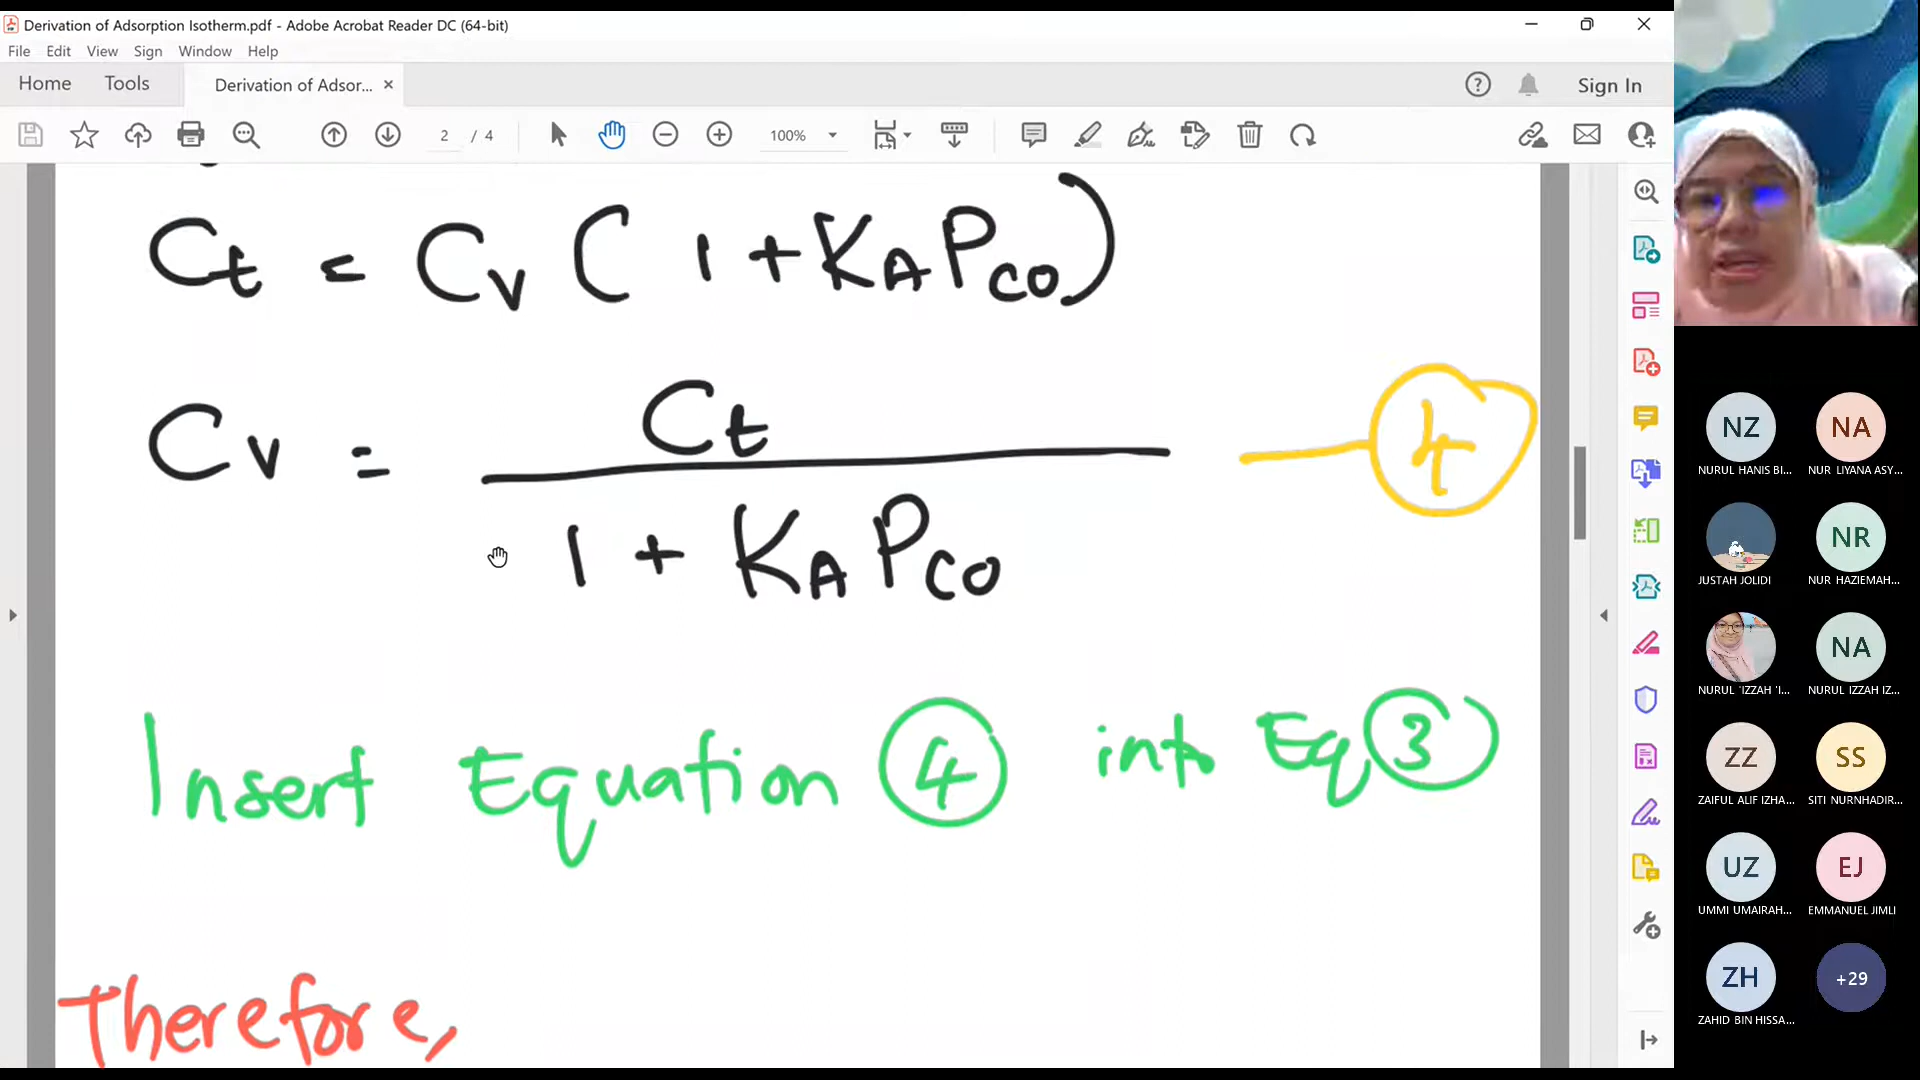 Derivation of Adsorption Isotherm.pdf - Adobe Acrobat Reader DC (64-bit)
File Edit View Sign Window Help
Home Tools Derivation of Adsor... × Sign In
2 / 4 100%
Ct = Cv ( 1 + KA PCO )
Cv = Ct / 1 + KA PCO — 4
Insert Equation 4 into Eq 3
Therefore,
NZ NA
NURUL HANIS BI... NUR LIYANA ASY...
NR
JUSTAH JOLIDI NUR HAZIEMAH...
NA
NURUL 'IZZAH 'I... NURUL IZZAH IZ...
ZZ SS
ZAIFUL ALIF IZHA... SITI NURNHADIR...
UZ EJ
UMMI UMAIRAH... EMMANUEL JIMLI
ZH +29
ZAHID BIN HISSA...